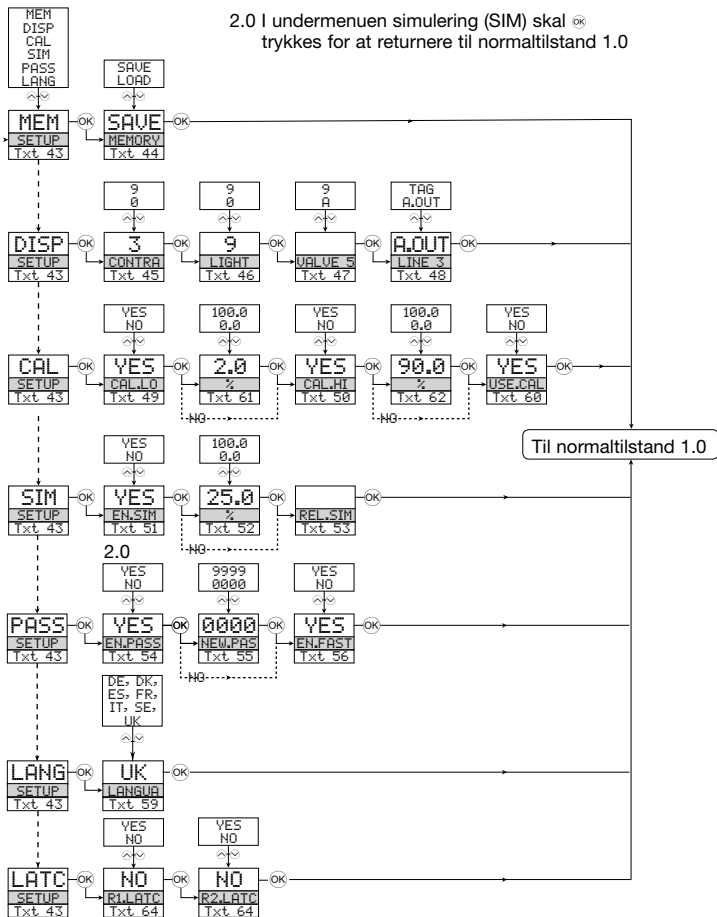 2.0 I undermenuen simulering (SIM) skal OK
trykkes for at returnere til normaltilstand 1.0
MEM
DISP
CAL
SIM
PASS
LANG
SAVE
LOAD
MEM OK SAVE OK
SETUP MEMORY
Txt 43 Txt 44
9 9 9 TAG
0 0 A A.OUT
DISP OK 3 OK 9 OK OK A.OUT OK
SETUP CONTRA LIGHT VALVE 5 LINE 3
Txt 43 Txt 45 Txt 46 Txt 47 Txt 48
YES 100.0 YES 100.0 YES
NO 0.0 NO 0.0 NO
CAL OK YES OK 2.0 OK YES OK 90.0 OK YES OK
SETUP CAL.LO % CAL.HI % USE.CAL
Txt 43 Txt 49 Txt 61 Txt 50 Txt 62 Txt 60
NO NO
Til normaltilstand 1.0
YES 100.0
NO 0.0
SIM OK YES OK 25.0 OK OK
SETUP EN.SIM % REL.SIM
Txt 43 Txt 51 Txt 52 Txt 53
NO
2.0
YES 9999 YES
NO 0000 NO
PASS OK YES OK 0000 OK YES OK
SETUP EN.PASS NEW.PAS EN.FAST
Txt 43 Txt 54 Txt 55 Txt 56
NO
DE, DK,
ES, FR,
IT, SE,
UK
LANG OK UK OK
SETUP LANGUA
Txt 43 Txt 59
YES YES
NO NO
LATC OK NO OK NO OK
SETUP R1.LATC R2.LATC
Txt 43 Txt 64 Txt 64